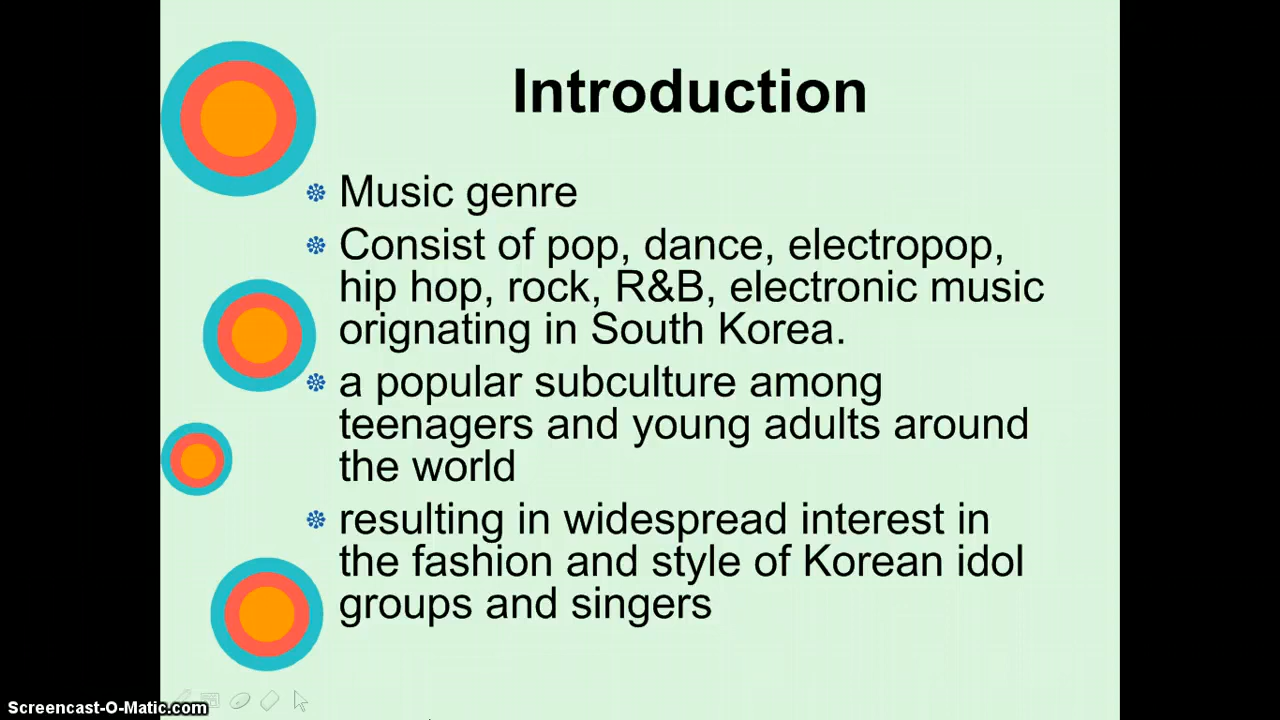 Introduction
Music genre
Consist of pop, dance, electropop,
hip hop, rock, R&B, electronic music
orignating in South Korea.
a popular subculture among
teenagers and young adults around
the world
resulting in widespread interest in
the fashion and style of Korean idol
groups and singers
Screencast-O-Matic.com